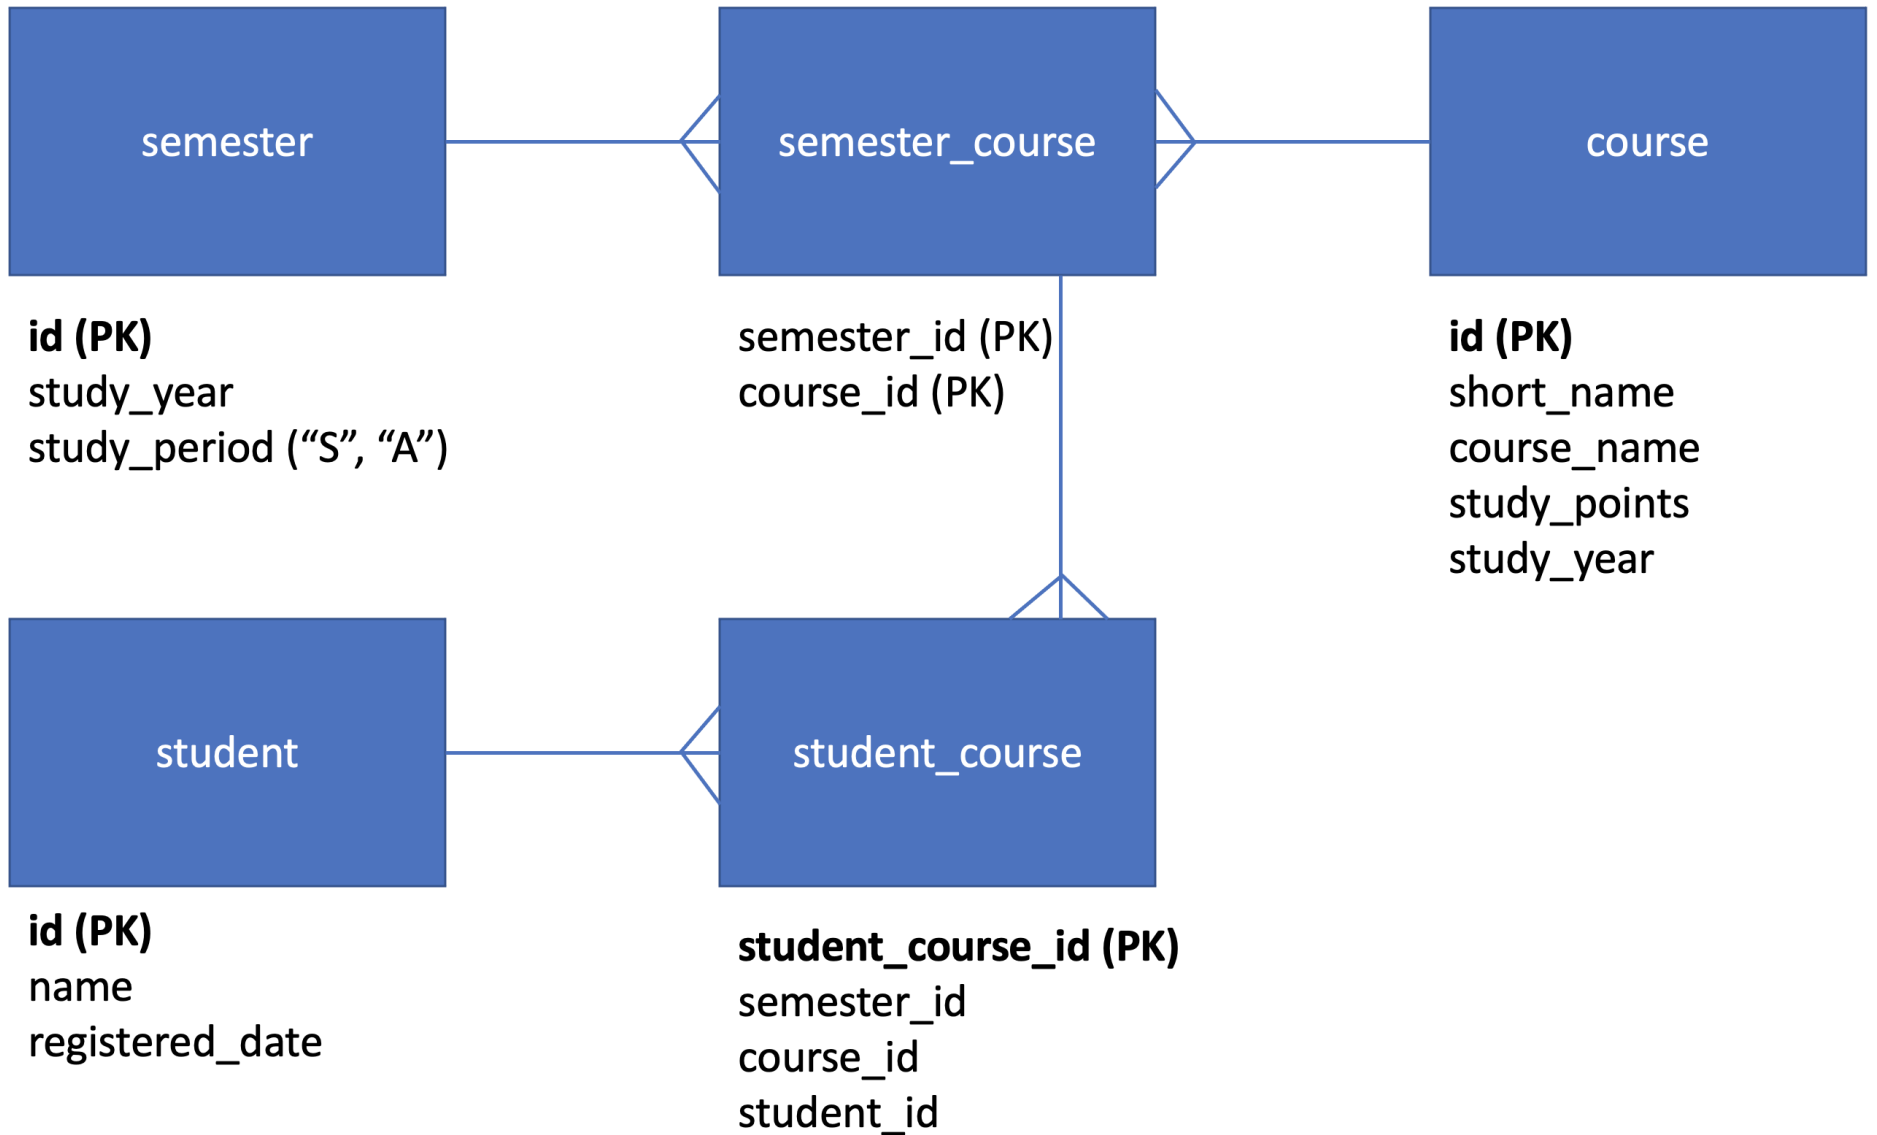 semester
semester_course
course
id (PK)
study_year
study_period (“S”, “A”)
semester_id (PK)
course_id (PK)
id (PK)
short_name
course_name
study_points
study_year
student
student_course
id (PK)
name
registered_date
student_course_id (PK)
semester_id
course_id
student_id